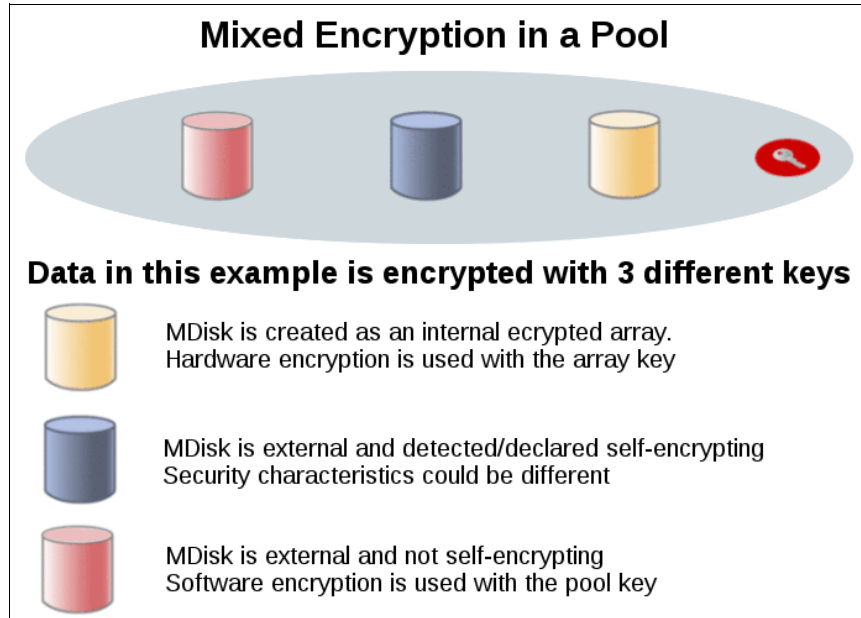 Mixed Encryption in a Pool
Data in this example is encrypted with 3 different keys
MDisk is created as an internal ecrypted array.
Hardware encryption is used with the array key
MDisk is external and detected/declared self-encrypting
Security characteristics could be different
MDisk is external and not self-encrypting
Software encryption is used with the pool key